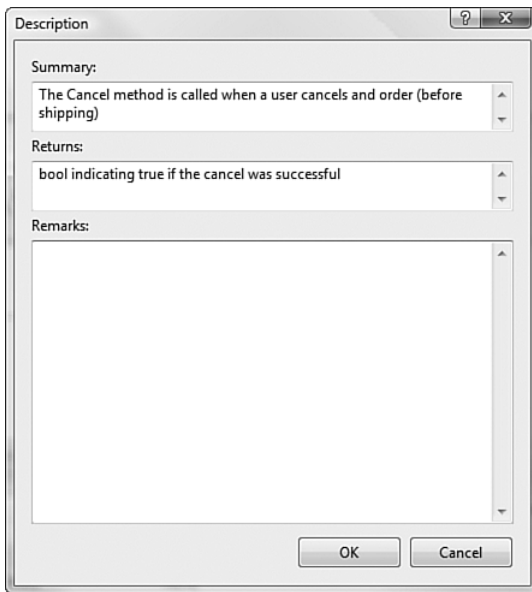 Description
Summary:
The Cancel method is called when a user cancels and order (before
shipping)
Returns:
bool indicating true if the cancel was successful
Remarks:
OK
Cancel